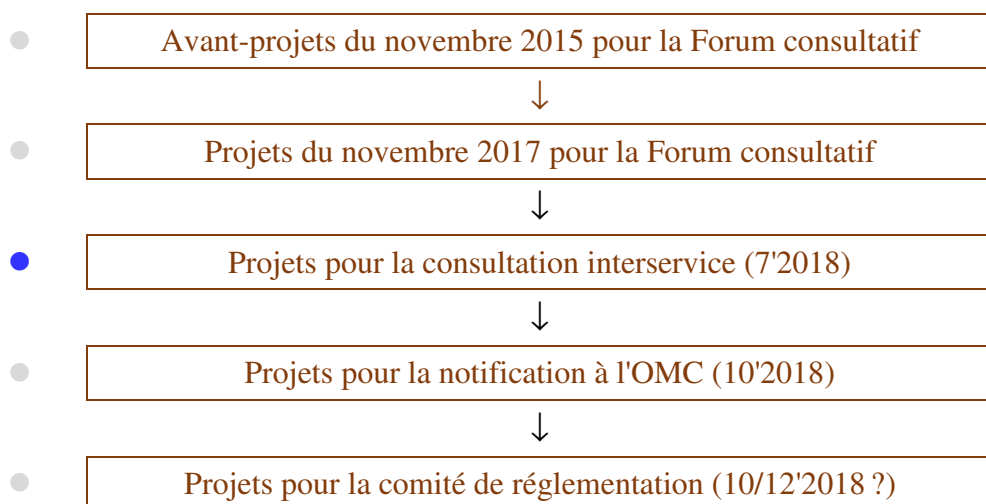 Avant-projets du novembre 2015 pour la Forum consultatif
↓
Projets du novembre 2017 pour la Forum consultatif
↓
Projets pour la consultation interservice (7'2018)
↓
Projets pour la notification à l'OMC (10'2018)
↓
Projets pour la comité de réglementation (10/12'2018 ?)